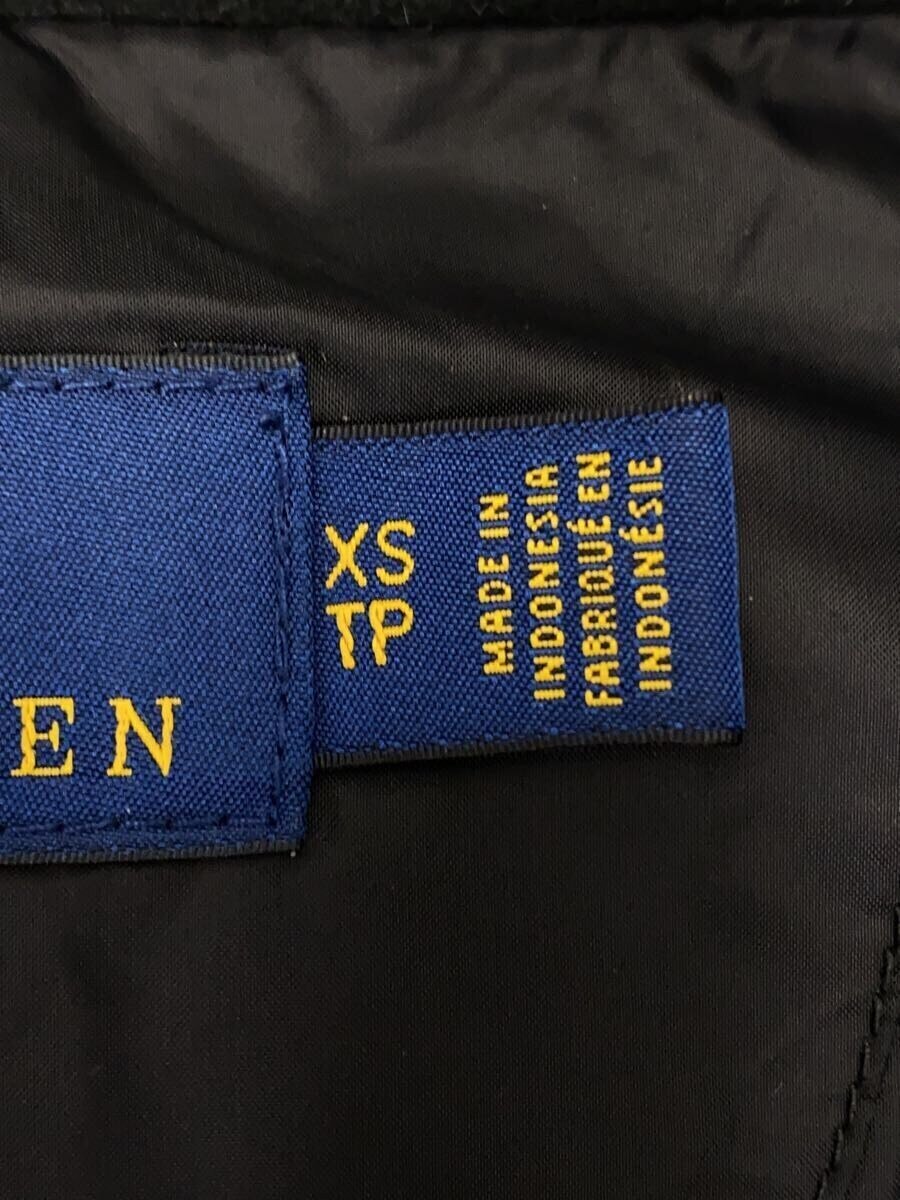 EN
XS
TP
MADE IN
INDONESIA
FABRIQUÉ EN
INDONÉSIE